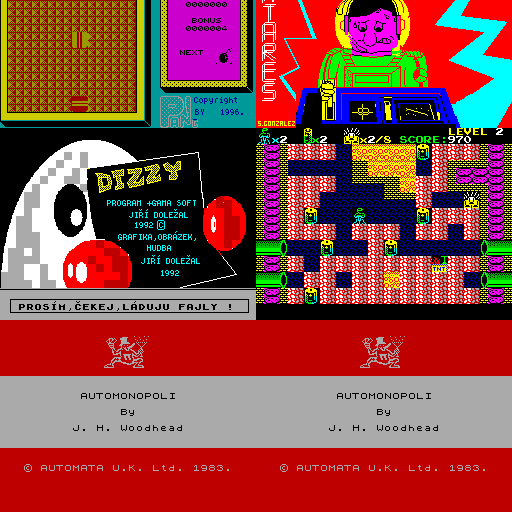 0000000
BONUS
0000004
NEXT
Copyright
BY 1996.
TARES
S.GONZALEZ
DIZZY
PROGRAM +GAMA SOFT
JIŘÍ DOLEŽAL
1992 ©
GRAFIKA,OBRÁZEK,
HUDBA
JIŘÍ DOLEŽAL
1992
PROSÍM,ČEKEJ,LÁDUJU FAJLY !
LEVEL 2
x2 x2 x2/8 SCORE:970
AUTOMONOPOLI
By
J. H. Woodhead
© AUTOMATA U.K. Ltd. 1983.
AUTOMONOPOLI
By
J. H. Woodhead
© AUTOMATA U.K. Ltd. 1983.